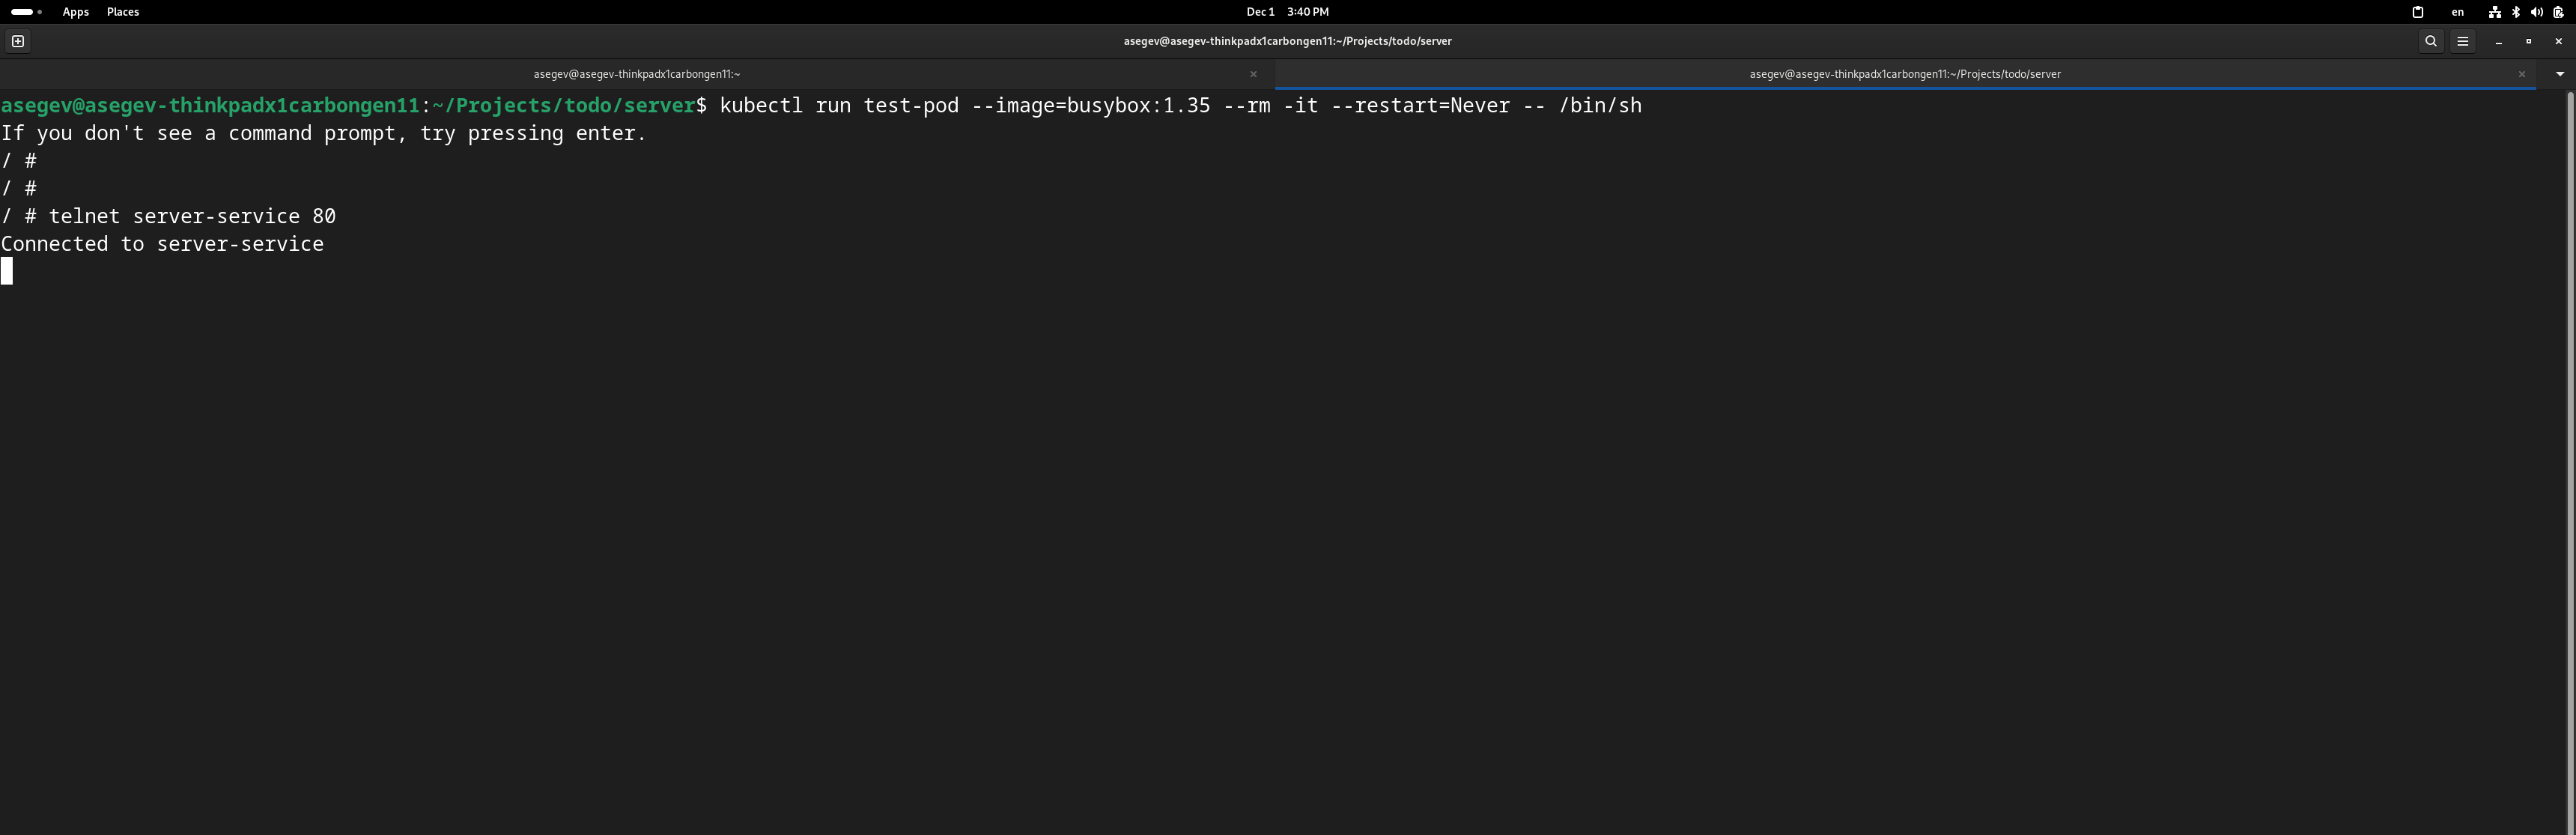 Apps Places Dec 1 3:40 PM en
asegev@asegev-thinkpadx1carbongen11:~/Projects/todo/server
asegev@asegev-thinkpadx1carbongen11:~ asegev@asegev-thinkpadx1carbongen11:~/Projects/todo/server
asegev@asegev-thinkpadx1carbongen11:~/Projects/todo/server$ kubectl run test-pod --image=busybox:1.35 --rm -it --restart=Never -- /bin/sh
If you don't see a command prompt, try pressing enter.
/ #
/ #
/ # telnet server-service 80
Connected to server-service